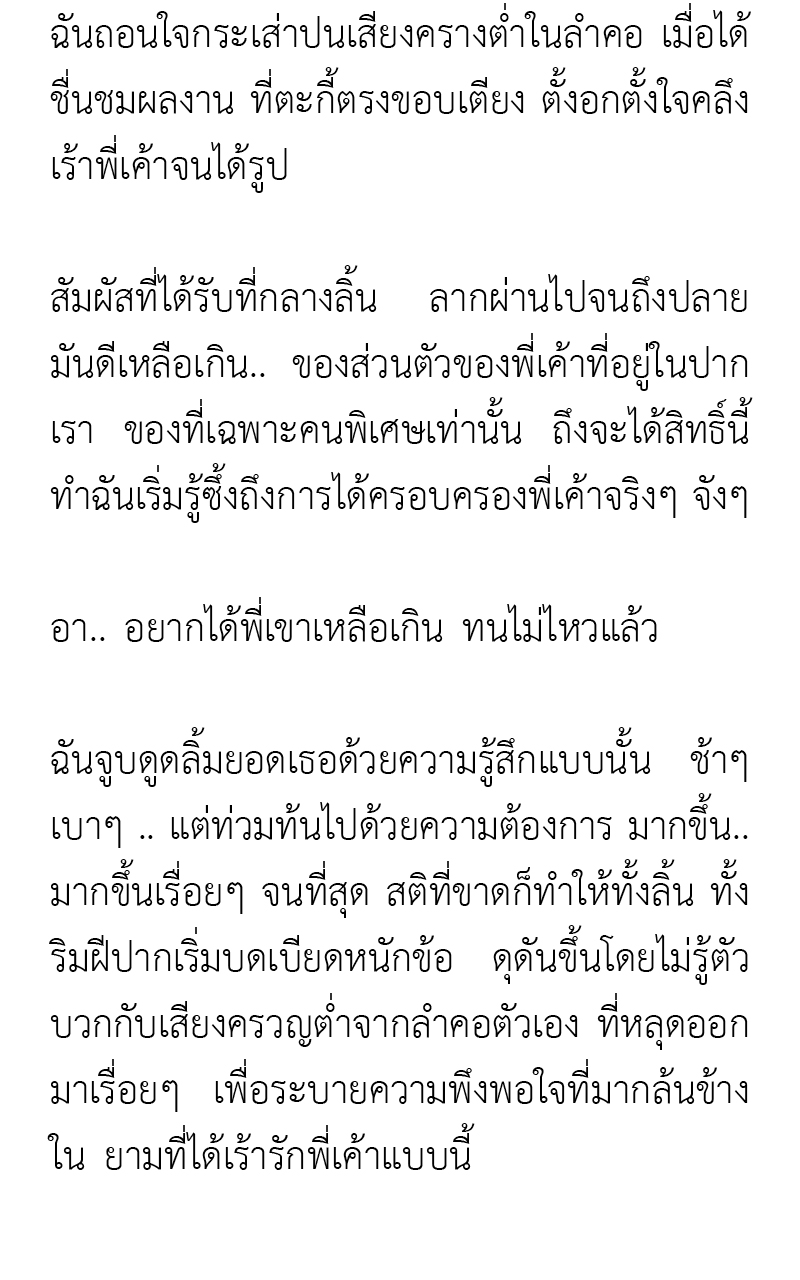 ฉันถอนใจกระเส่าปนเสียงครางต่ำในลำคอ เมื่อได้
ชื่นชมผลงาน ที่ตะกี้ตรงขอบเตียง ตั้งอกตั้งใจคลึง
เร้าพี่เค้าจนได้รูป
สัมผัสที่ได้รับที่กลางลิ้น ลากผ่านไปจนถึงปลาย
มันดีเหลือเกิน.. ของส่วนตัวของพี่เค้าที่อยู่ในปาก
เรา ของที่เฉพาะคนพิเศษเท่านั้น ถึงจะได้สิทธิ์นี้
ทำฉันเริ่มรู้ซึ้งถึงการได้ครอบครองพี่เค้าจริงๆ จังๆ
อา.. อยากได้พี่เขาเหลือเกิน ทนไม่ไหวแล้ว
ฉันจูบดูดลิ้มยอดเธอด้วยความรู้สึกแบบนั้น ช้าๆ
เบาๆ .. แต่ท่วมท้นไปด้วยความต้องการ มากขึ้น..
มากขึ้นเรื่อยๆ จนที่สุด สติที่ขาดก็ทำให้ทั้งลิ้น ทั้ง
ริมฝีปากเริ่มบดเบียดหนักข้อ ดุดันขึ้นโดยไม่รู้ตัว
บวกกับเสียงครวญต่ำจากลำคอตัวเอง ที่หลุดออก
มาเรื่อยๆ เพื่อระบายความพึงพอใจที่มากล้นข้าง
ใน ยามที่ได้เร้ารักพี่เค้าแบบนี้